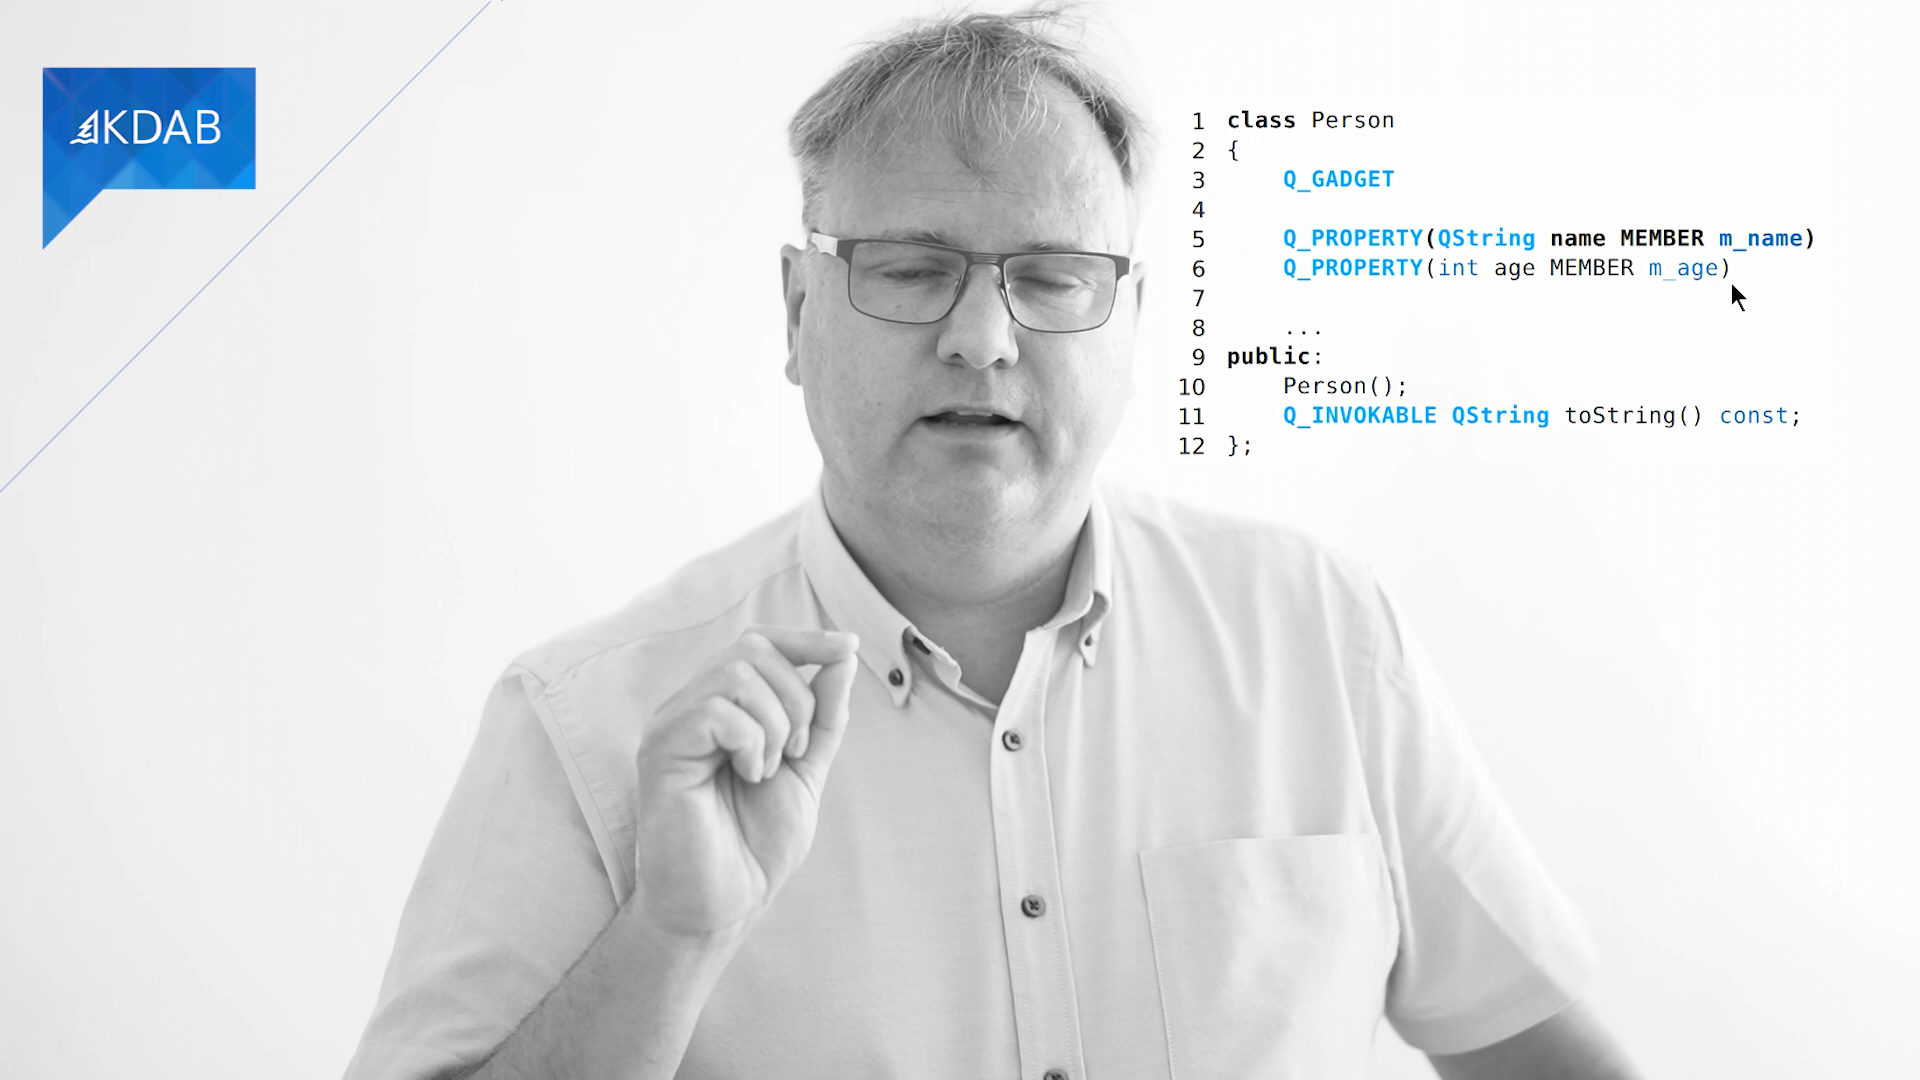 KDAB
1 class Person
2 {
3     Q_GADGET
4
5     Q_PROPERTY(QString name MEMBER m_name)
6     Q_PROPERTY(int age MEMBER m_age)
7
8     ...
9 public:
10     Person();
11     Q_INVOKABLE QString toString() const;
12 };